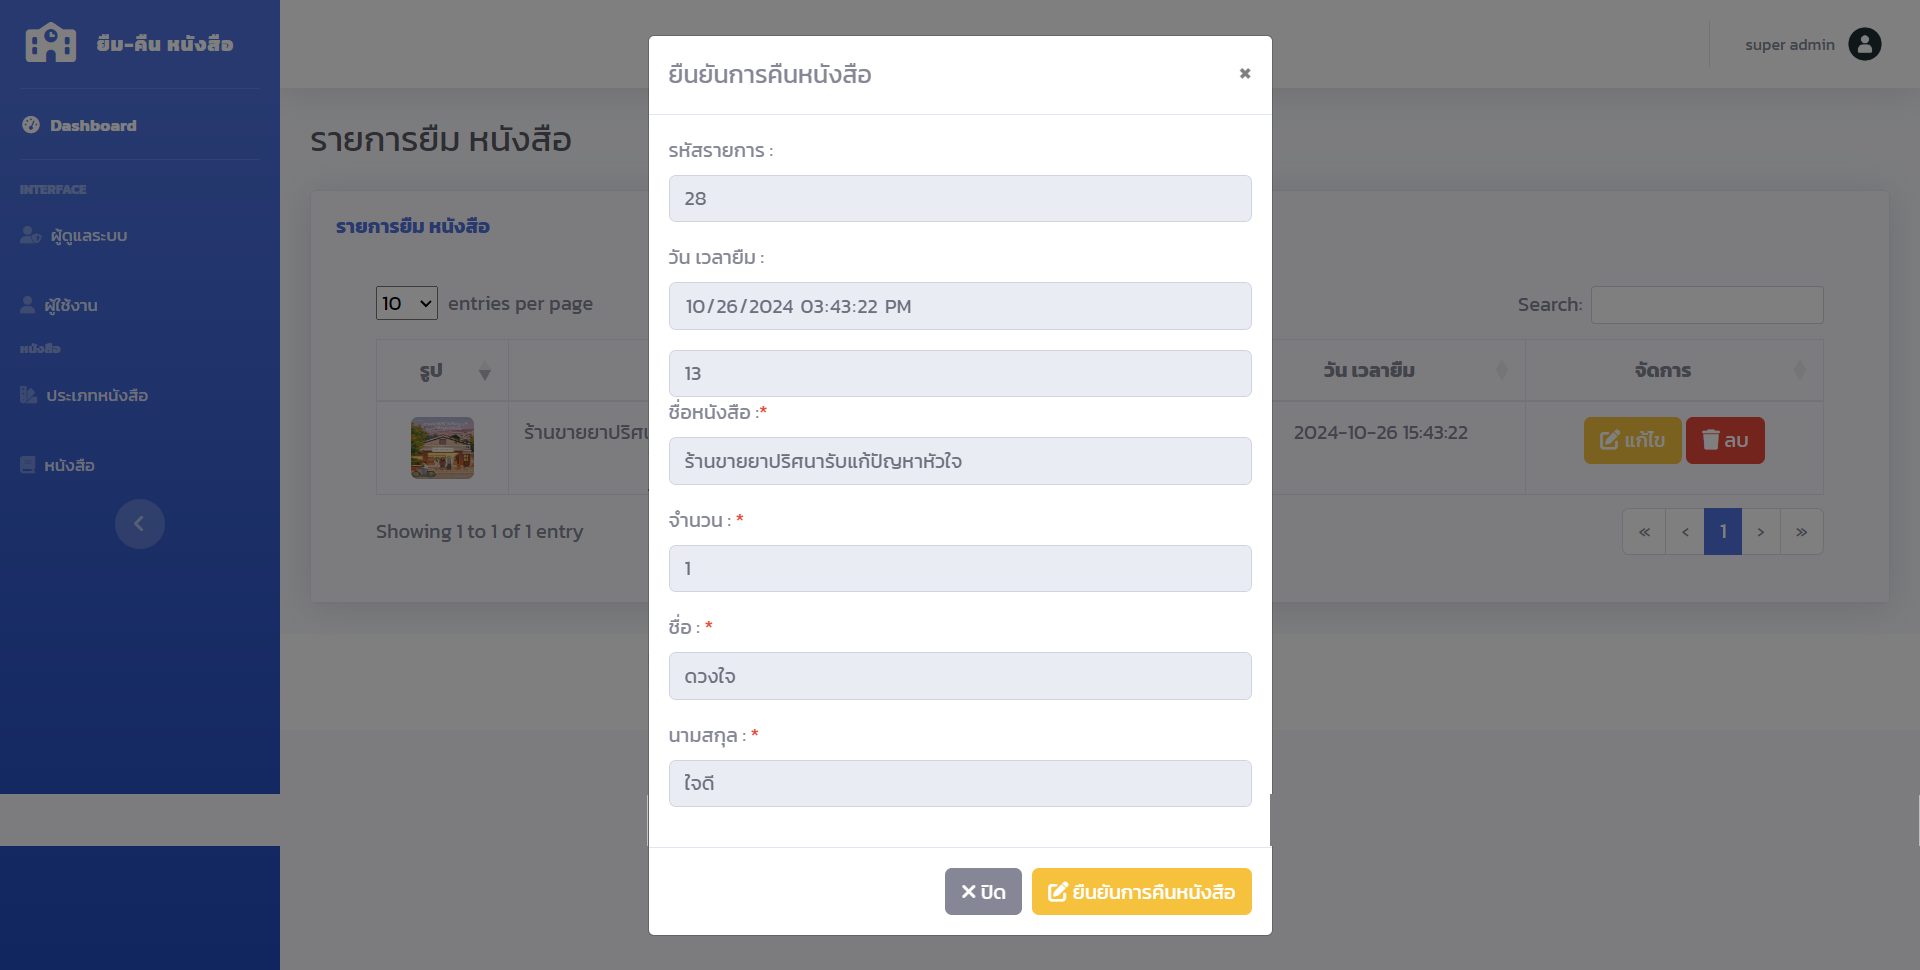 ยืม-คืน หนังสือ
super admin
Dashboard
INTERFACE
ผู้ดูแลระบบ
ผู้ใช้งาน
หนังสือ
ประเภทหนังสือ
หนังสือ
รายการยืม หนังสือ
รายการยืม หนังสือ
10 entries per page
Search:
รูป
วัน เวลายืม
จัดการ
ร้านขายยาปริศน
2024-10-26 15:43:22
แก้ไข
ลบ
Showing 1 to 1 of 1 entry
« ‹ 1 › »
ยืนยันการคืนหนังสือ
รหัสรายการ :
28
วัน เวลายืม :
10/26/2024 03:43:22 PM
13
ชื่อหนังสือ :*
ร้านขายยาปริศนารับแก้ปัญหาหัวใจ
จำนวน : *
1
ชื่อ : *
ดวงใจ
นามสกุล : *
ใจดี
ปิด
ยืนยันการคืนหนังสือ